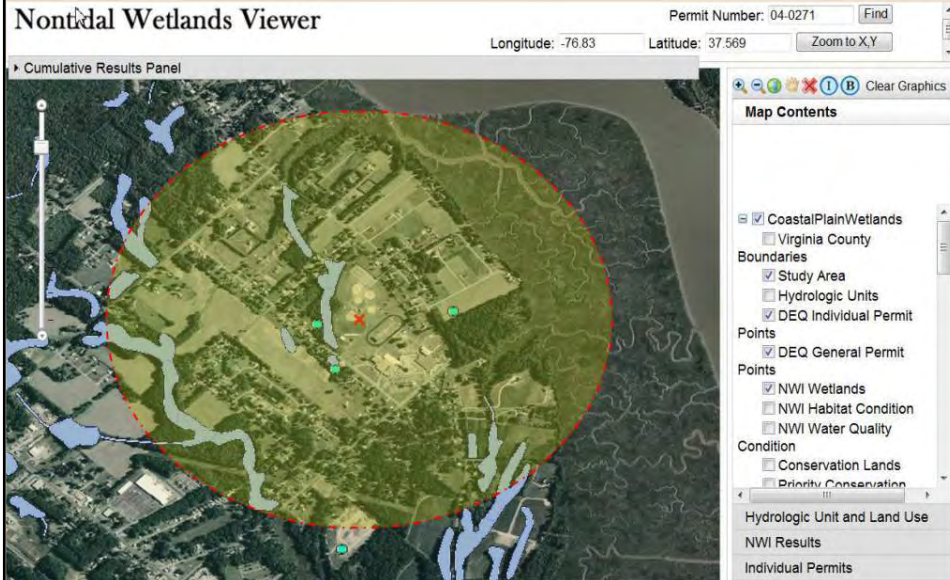 Nontidal Wetlands Viewer
Permit Number: 04-0271 Find
Longitude: -76.83 Latitude: 37.569 Zoom to X,Y
Cumulative Results Panel
I B Clear Graphics
Map Contents
CoastalPlainWetlands
Virginia County
Boundaries
Study Area
Hydrologic Units
DEQ Individual Permit
Points
DEQ General Permit
Points
NWI Wetlands
NWI Habitat Condition
NWI Water Quality
Condition
Conservation Lands
Priority Conservation
Hydrologic Unit and Land Use
NWI Results
Individual Permits